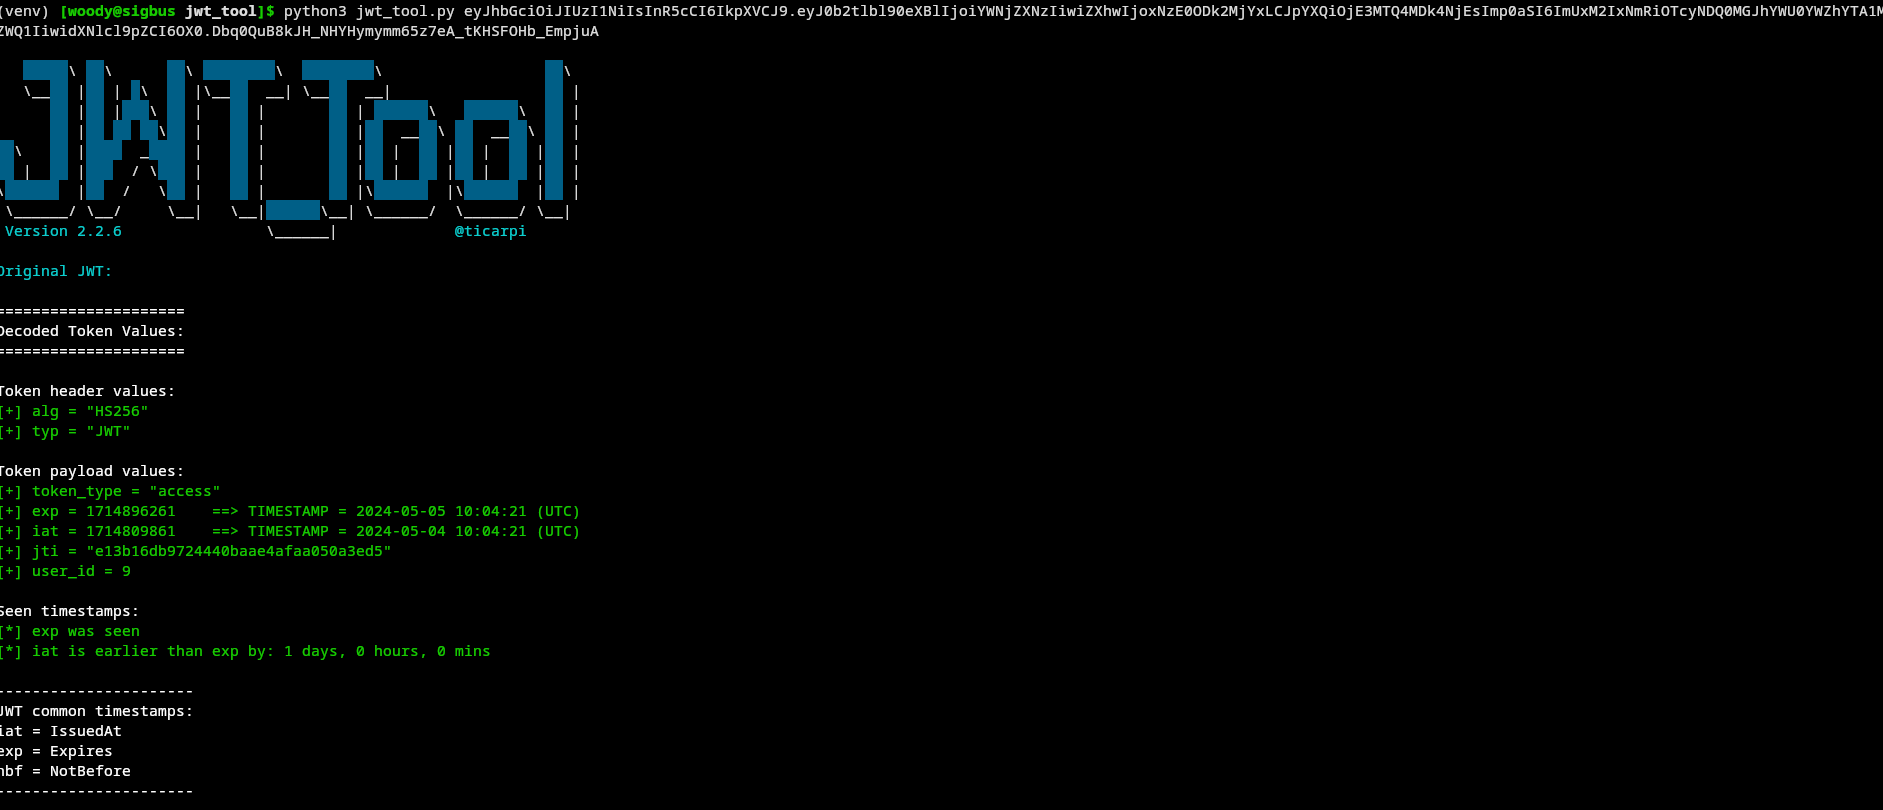 (venv) [woody@sigbus jwt_tool]$ python3 jwt_tool.py eyJhbGciOiJIUzI1NiIsInR5cCI6IkpXVCJ9.eyJ0b2tlbl90eXBlIjoiYWNjZXNzIiwiZXhwIjoxNzE0ODk2MjYxLCJpYXQiOjE3MTQ4MDk4NjEsImp0aSI6ImUxM2IxNmRiOTcyNDQ0MGJhYWU0YWZhYTA1M
ZWQ1IiwidXNlcl9pZCI6OX0.Dbq0QuB8kJH_NHYHymymm65z7eA_tKHSFOHb_EmpjuA
JWT_Tool
Version 2.2.6 @ticarpi
Original JWT:
=====================
Decoded Token Values:
=====================
Token header values:
[+] alg = "HS256"
[+] typ = "JWT"
Token payload values:
[+] token_type = "access"
[+] exp = 1714896261 ==> TIMESTAMP = 2024-05-05 10:04:21 (UTC)
[+] iat = 1714809861 ==> TIMESTAMP = 2024-05-04 10:04:21 (UTC)
[+] jti = "e13b16db9724440baae4afaa050a3ed5"
[+] user_id = 9
Seen timestamps:
[*] exp was seen
[*] iat is earlier than exp by: 1 days, 0 hours, 0 mins
----------------------
JWT common timestamps:
iat = IssuedAt
exp = Expires
nbf = NotBefore
----------------------